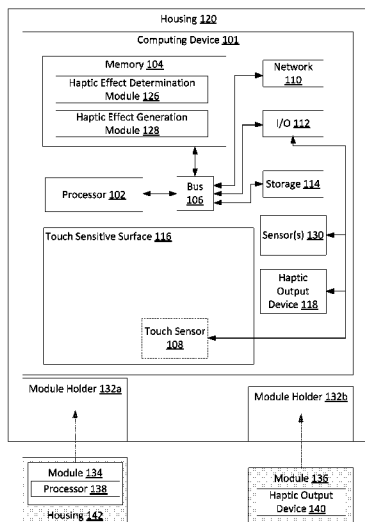 Housing 120
Computing Device 101
Memory 104
Haptic Effect Determination
Module 126
Haptic Effect Generation
Module 128
Network
110
I/O 112
Processor 102
Bus
106
Storage 114
Touch Sensitive Surface 116
Sensor(s) 130
Haptic
Output
Device 118
Touch Sensor
108
Module Holder 132a
Module Holder 132b
Module 134
Processor 138
Housing 142
Module 136
Haptic Output
Device 140